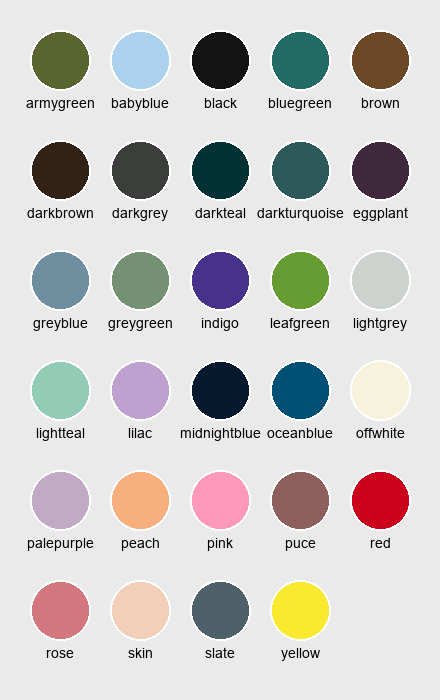 armygreen babyblue black bluegreen brown
darkbrown darkgrey darkteal darkturquoise eggplant
greyblue greygreen indigo leafgreen lightgrey
lightteal lilac midnightblue oceanblue offwhite
palepurple peach pink puce red
rose skin slate yellow